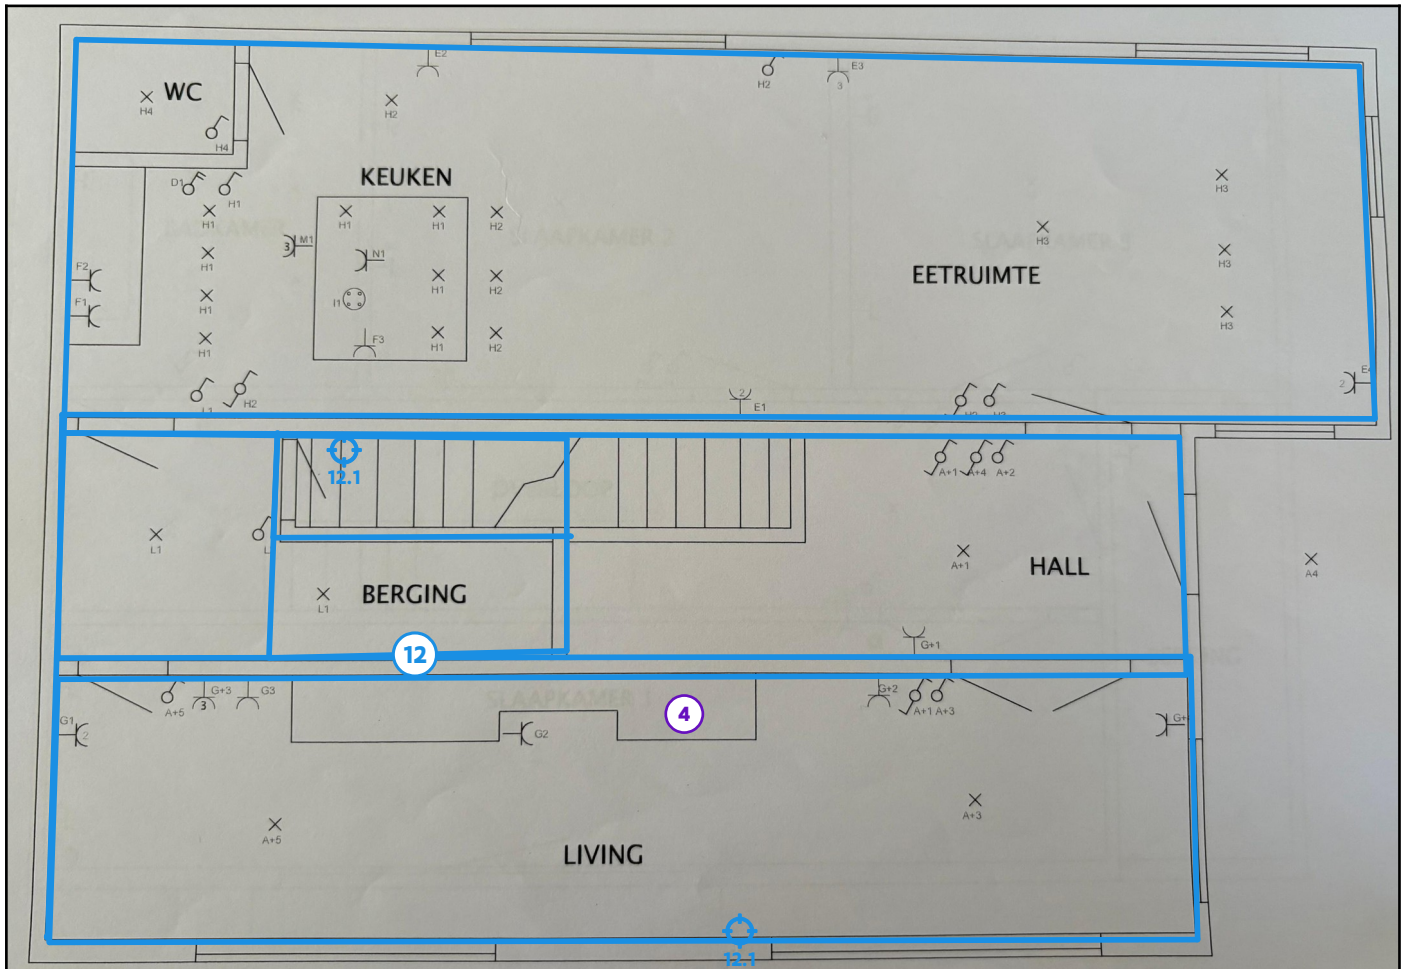 E2
H2
E3
3
WC
H4
H4
H2
KEUKEN
D1
H1
H3
H1
H1
H1
H2
H3
M1
3
N1
H1
H3
F2
H1
H2
EETRUIMTE
I1
H1
F1
H3
H1
F3
H1
H2
2
L1
H2
2
E1
H2
12.1
A+1
A+4
A+2
L1
A+1
HALL
A4
L1
BERGING
G+1
12
G1
2
A+5
G+3
3
G3
4
G+2
A+1
A+3
G2
A+5
A+3
LIVING
12.1